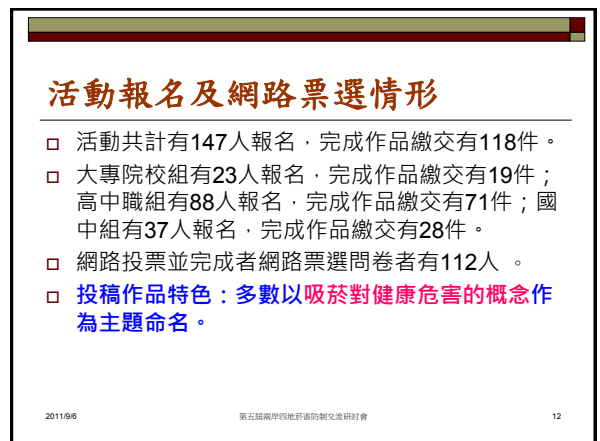 活動報名及網路票選情形
活動共計有147人報名，完成作品繳交有118件。
大專院校組有23人報名，完成作品繳交有19件；
高中職組有88人報名，完成作品繳交有71件；國
中組有37人報名，完成作品繳交有28件。
網路投票並完成者網路票選問卷者有112人 。
投稿作品特色：多數以吸菸對健康危害的概念作
為主題命名。
2011/9/6 第五屆兩岸四地菸害防制交流研討會 12